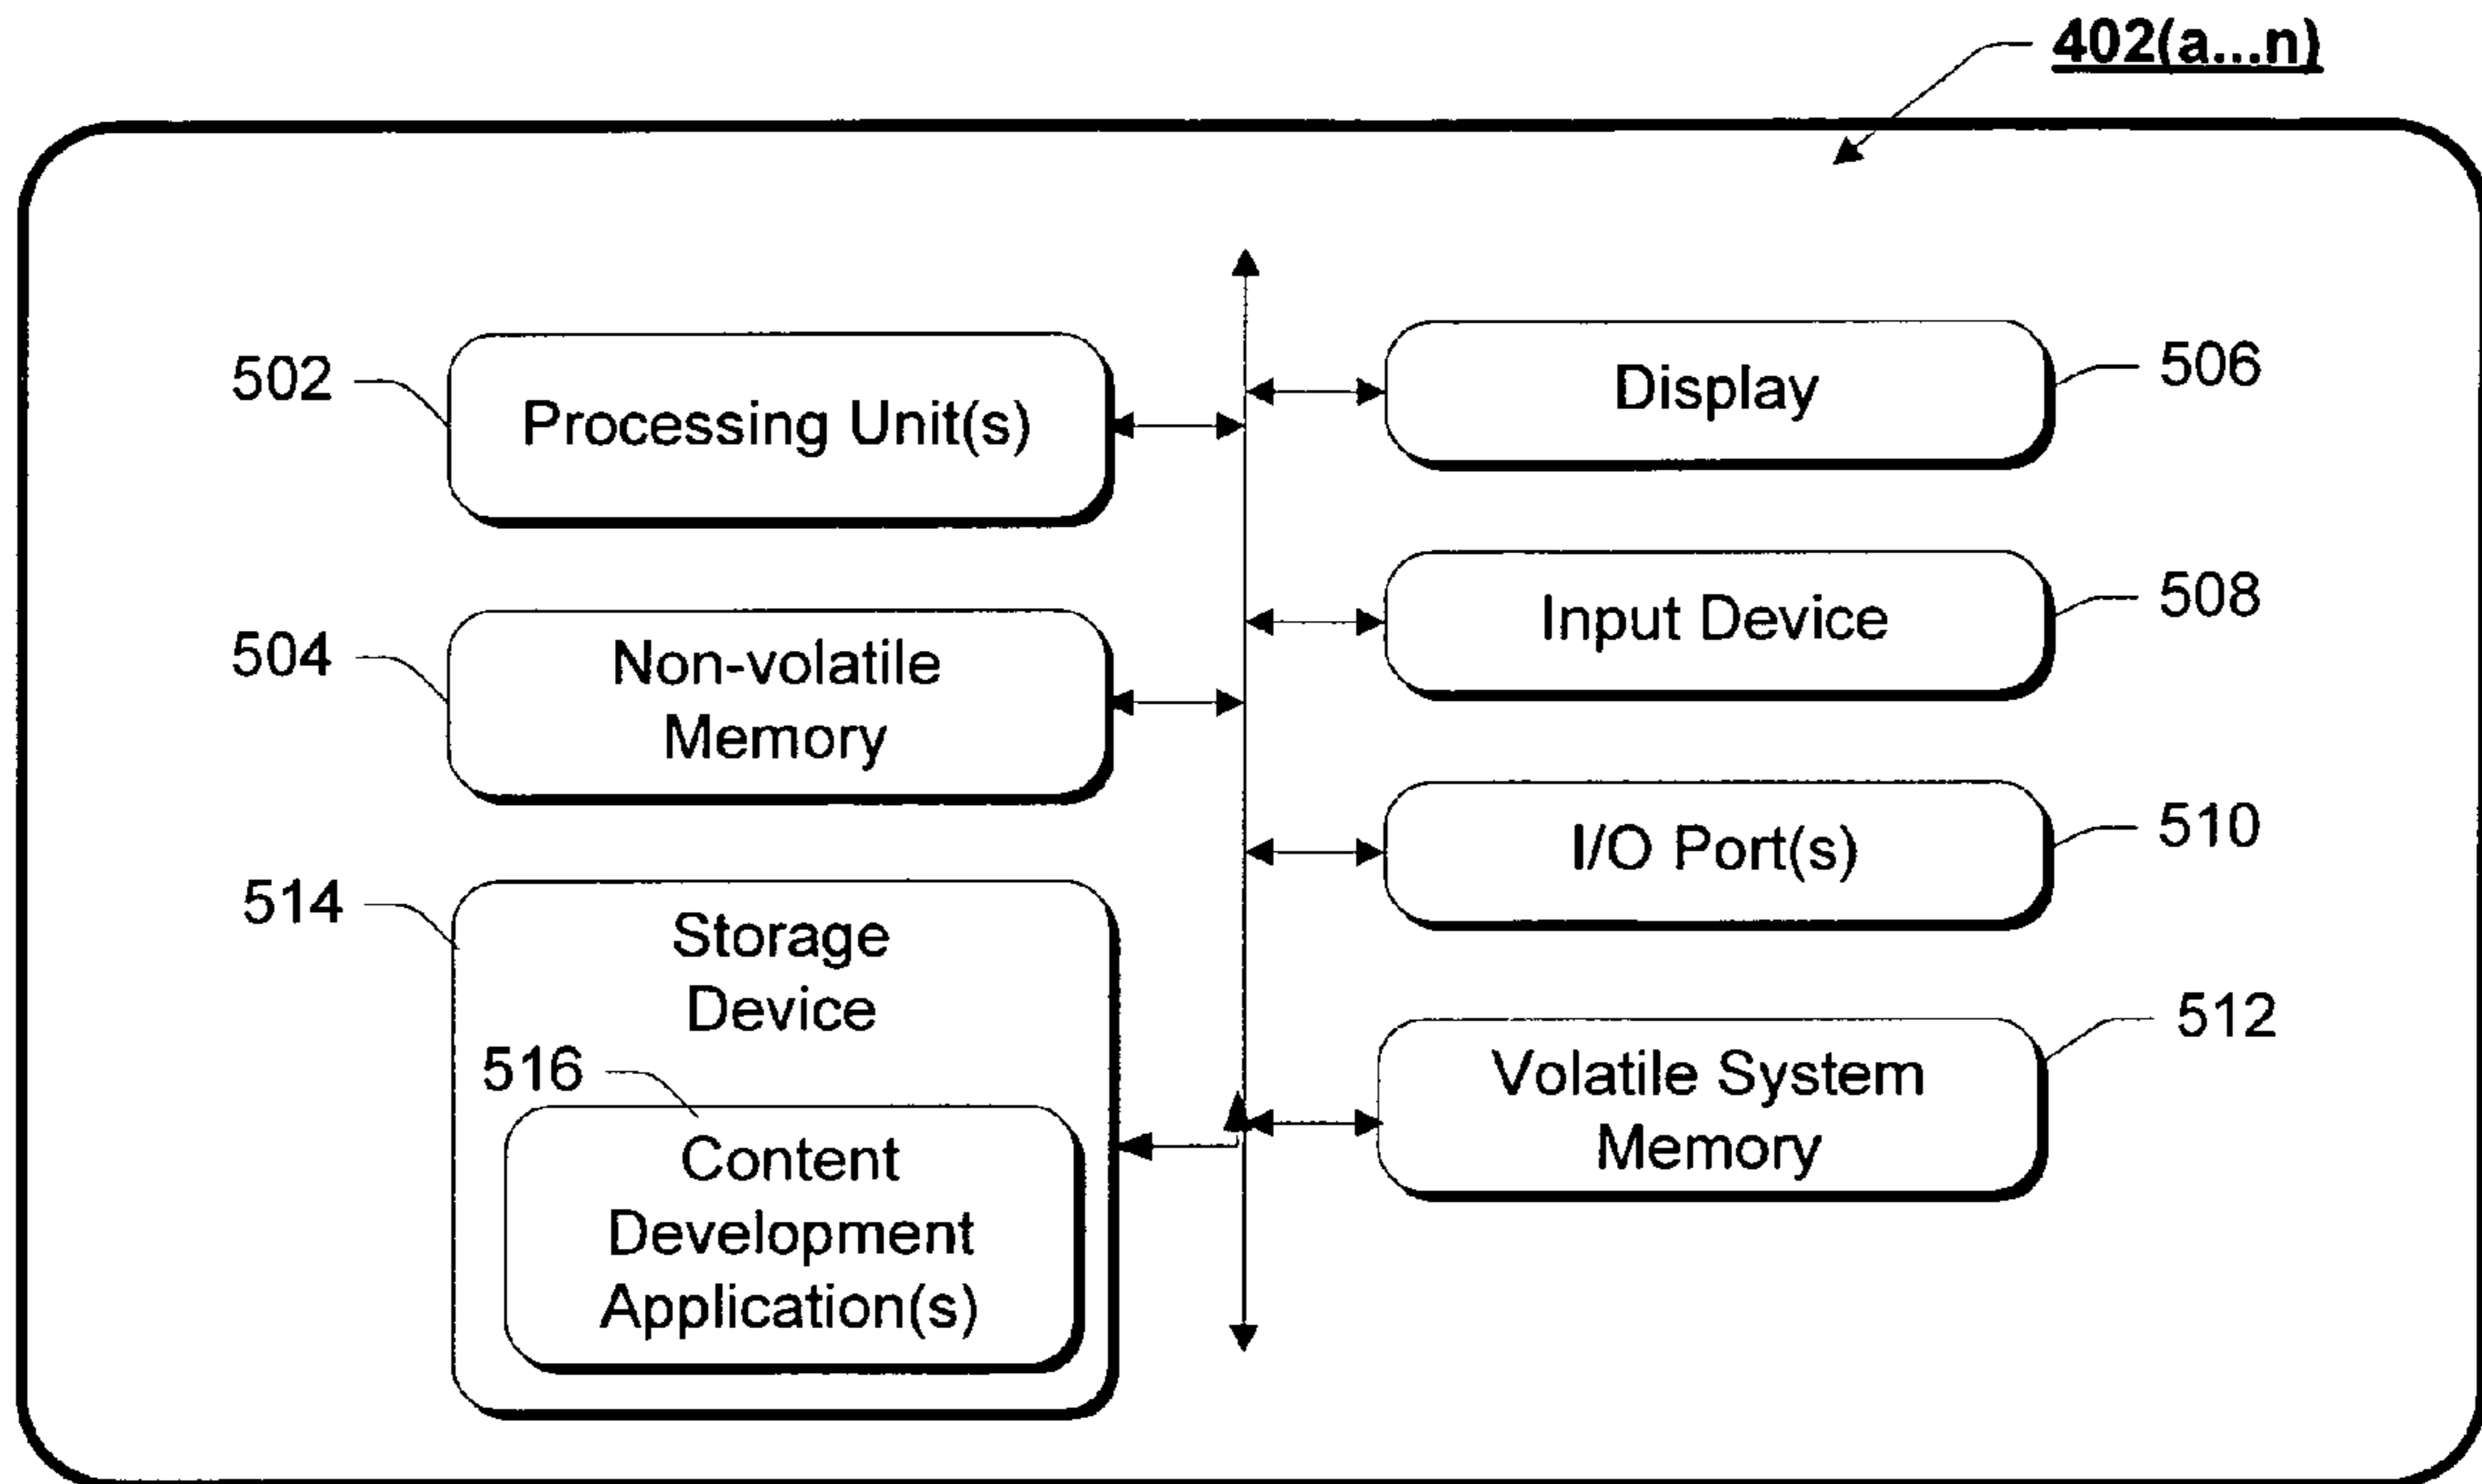 402(a...n)
502
Processing Unit(s)
504
Non-volatile
Memory
514
Storage
Device
516
Content
Development
Application(s)
Display
506
Input Device
508
I/O Port(s)
510
Volatile System
Memory
512